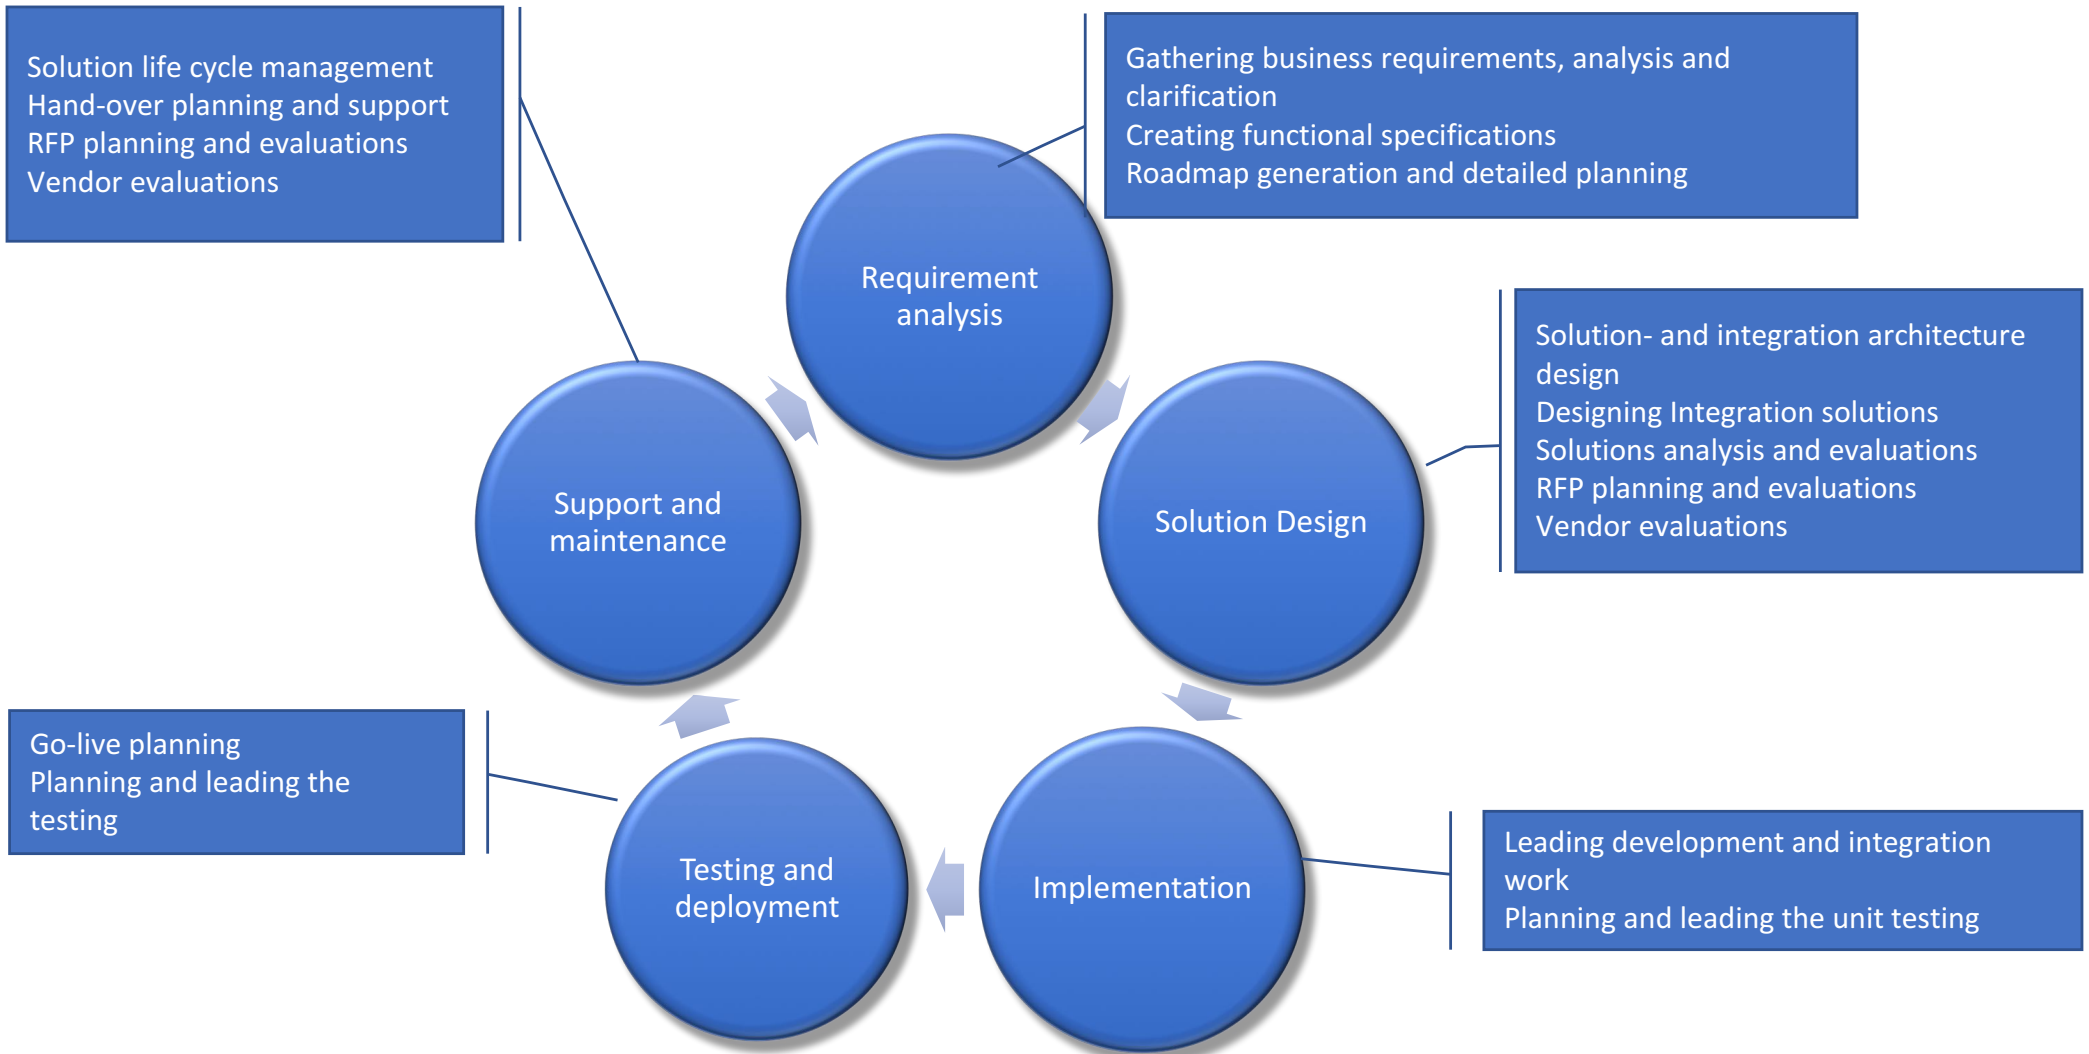 Solution life cycle management
Hand-over planning and support
RFP planning and evaluations
Vendor evaluations
Gathering business requirements, analysis and
clarification
Creating functional specifications
Roadmap generation and detailed planning
Requirement
analysis
Solution- and integration architecture
design
Designing Integration solutions
Solutions analysis and evaluations
RFP planning and evaluations
Vendor evaluations
Support and
maintenance
Solution Design
Go-live planning
Planning and leading the
testing
Testing and
deployment
Implementation
Leading development and integration
work
Planning and leading the unit testing